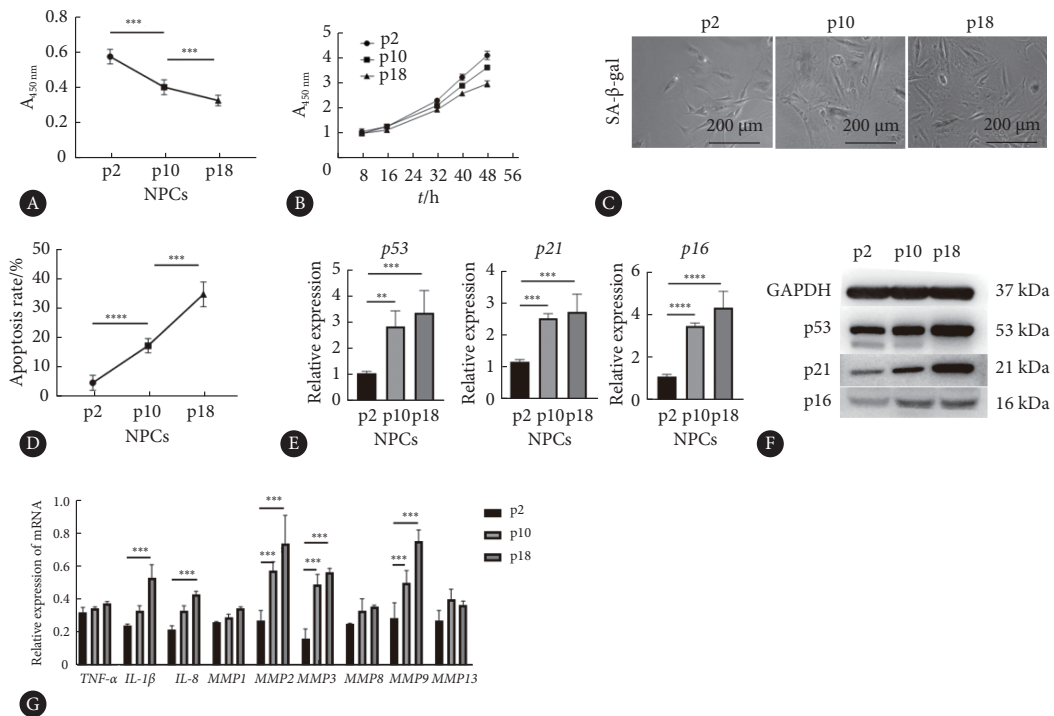 A
A450 nm
0.8
0.6
0.4
0.2
0
***
***
p2 p10 p18
NPCs
B
A450 nm
5
4
3
2
1
0
p2
p10
p18
8 16 24 32 40 48 56
t/h
C
SA-β-gal
p2 p10 p18
200 μm 200 μm 200 μm
D
Apoptosis rate/%
50
40
30
20
10
0
****
***
p2 p10 p18
NPCs
E
p53
Relative expression
5
4
3
2
1
0
***
**
p2 p10 p18
NPCs
p21
Relative expression
4
3
2
1
0
***
***
p2 p10 p18
NPCs
p16
Relative expression
6
4
2
0
****
****
p2 p10 p18
NPCs
F
p2 p10 p18
GAPDH 37 kDa
p53 53 kDa
p21 21 kDa
p16 16 kDa
G
Relative expression of mRNA
1.0
0.8
0.6
0.4
0.2
0
***
***
***
***
***
***
***
***
p2
p10
p18
TNF-α IL-1β IL-8 MMP1 MMP2 MMP3 MMP8 MMP9 MMP13